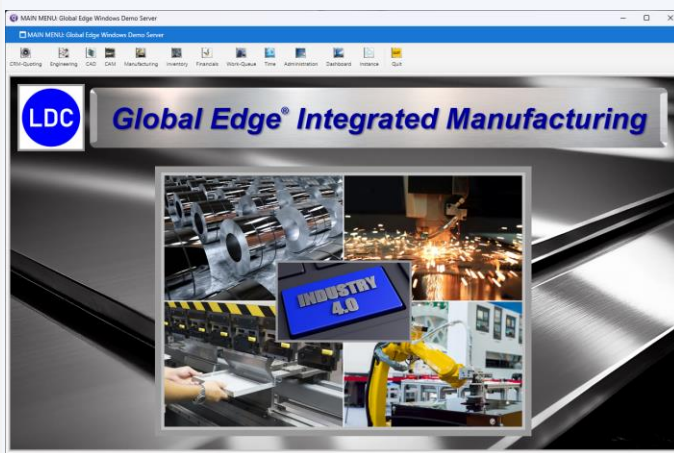 MAIN MENU: Global Edge Windows Demo Server
MAIN MENU: Global Edge Windows Demo Server
CRM-Quoting Engineering CAD CAM Manufacturing Inventory Financials Work-Queue Time Administration Dashboard Instance Quit
LDC
Global Edge® Integrated Manufacturing
INDUSTRY
4.0